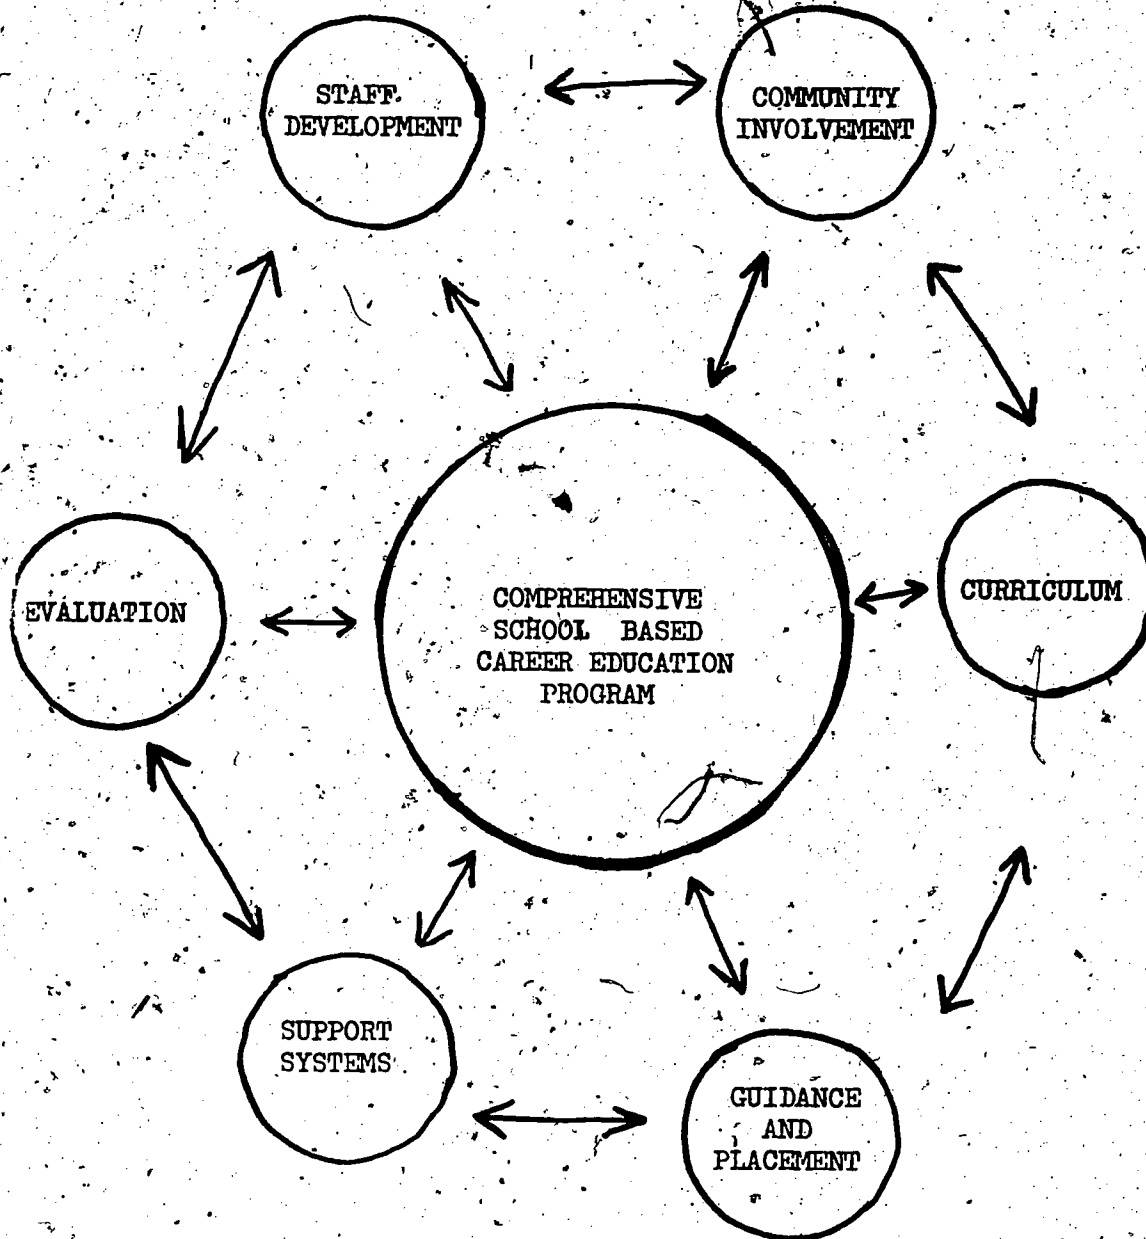 STAFF
DEVELOPMENT
COMMUNITY
INVOLVEMENT
EVALUATION
COMPREHENSIVE
SCHOOL BASED
CAREER EDUCATION
PROGRAM
CURRICULUM
SUPPORT
SYSTEMS
GUIDANCE
AND
PLACEMENT